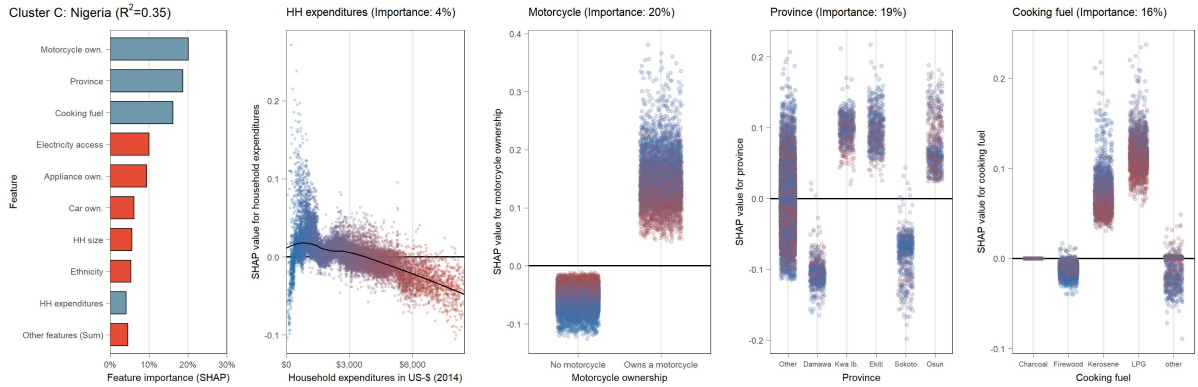 Cluster C: Nigeria (R²=0.35)
Feature
Motorcycle own.
Province
Cooking fuel
Electricity access
Appliance own.
Car own.
HH size
Ethnicity
HH expenditures
Other features (Sum)
0% 10% 20% 30%
Feature importance (SHAP)
HH expenditures (Importance: 4%)
SHAP value for household expenditures
0.2
0.1
0.0
-0.1
$0 $3,000 $6,000
Household expenditures in US-$ (2014)
Motorcycle (Importance: 20%)
SHAP value for motorcycle ownership
0.4
0.3
0.2
0.1
0.0
-0.1
No motorcycle Owns a motorcycle
Motorcycle ownership
Province (Importance: 19%)
SHAP value for province
0.2
0.1
0.0
-0.1
-0.2
Other Damawa Kwa Ib. Ekiti Sokoto Osun
Province
Cooking fuel (Importance: 16%)
SHAP value for cooking fuel
0.2
0.1
0.0
-0.1
Charcoal Firewood Kerosene LPG other
Cooking fuel